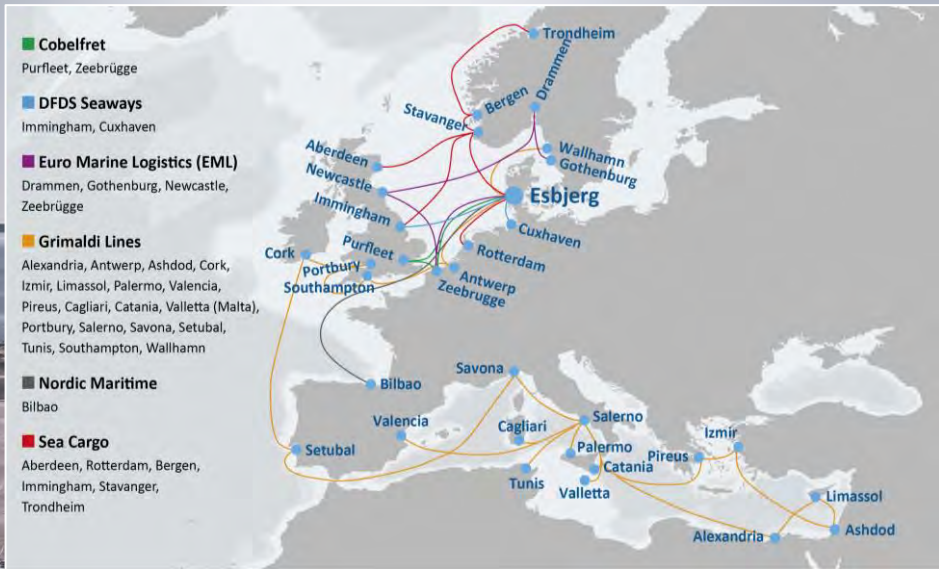 Cobelfret
Purfleet, Zeebrügge
DFDS Seaways
Immingham, Cuxhaven
Euro Marine Logistics (EML)
Drammen, Gothenburg, Newcastle,
Zeebrügge
Grimaldi Lines
Alexandria, Antwerp, Ashdod, Cork,
Izmir, Limassol, Palermo, Valencia,
Pireus, Cagliari, Catania, Valletta (Malta),
Portbury, Salerno, Savona, Setubal,
Tunis, Southampton, Wallhamn
Nordic Maritime
Bilbao
Sea Cargo
Aberdeen, Rotterdam, Bergen,
Immingham, Stavanger,
Trondheim
Trondheim
Drammen
Bergen
Stavanger
Wallhamn
Gothenburg
Aberdeen
Newcastle
Esbjerg
Immingham
Cuxhaven
Purfleet
Cork
Rotterdam
Portbury
Antwerp
Southampton
Zeebrugge
Savona
Bilbao
Valencia
Cagliari
Salerno
Izmir
Setubal
Palermo
Pireus
Catania
Tunis
Valletta
Limassol
Alexandria
Ashdod